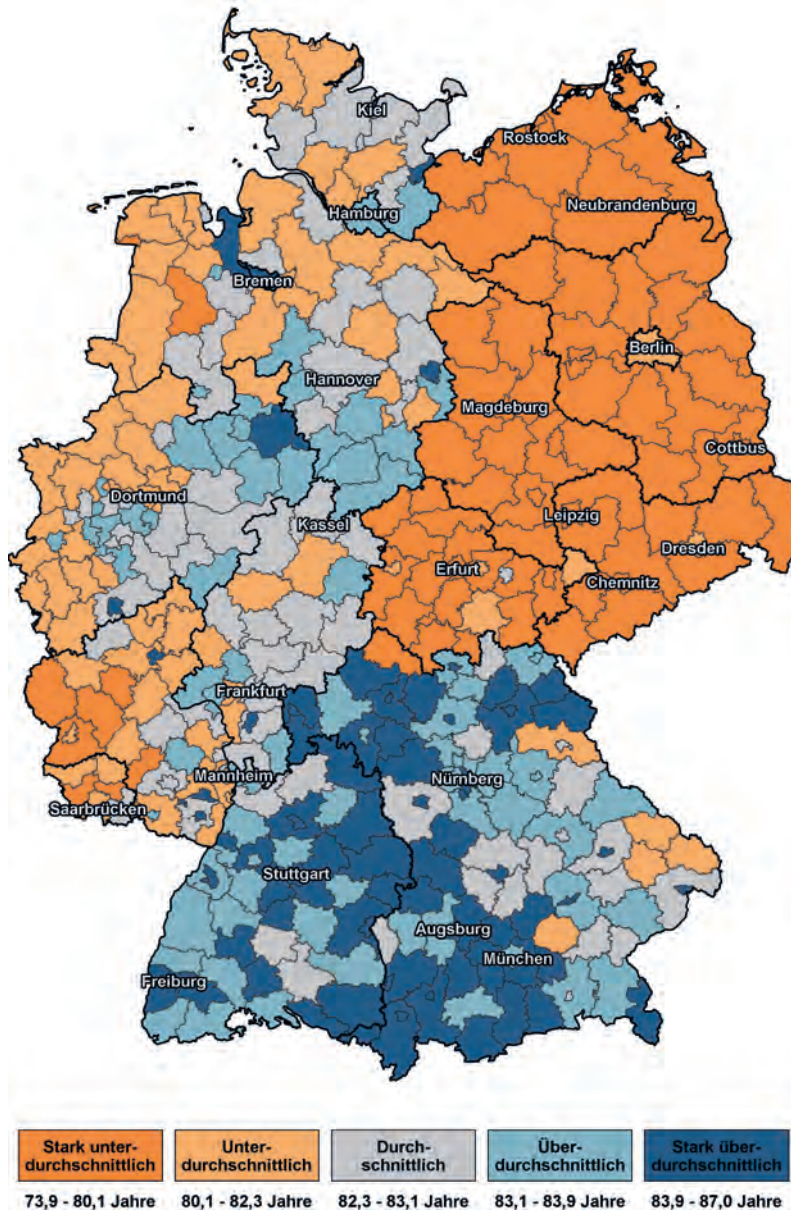 Kiel
Rostock
Neubrandenburg
Hamburg
Bremen
Berlin
Hannover
Magdeburg
Cottbus
Dortmund
Leipzig
Kassel
Dresden
Erfurt
Chemnitz
Frankfurt
Mannheim
Nürnberg
Saarbrücken
Stuttgart
Augsburg
München
Freiburg
Stark unter-
durchschnittlich
Unter-
durchschnittlich
Durch-
schnittlich
Über-
durchschnittlich
Stark über-
durchschnittlich
73,9 - 80,1 Jahre
80,1 - 82,3 Jahre
82,3 - 83,1 Jahre
83,1 - 83,9 Jahre
83,9 - 87,0 Jahre